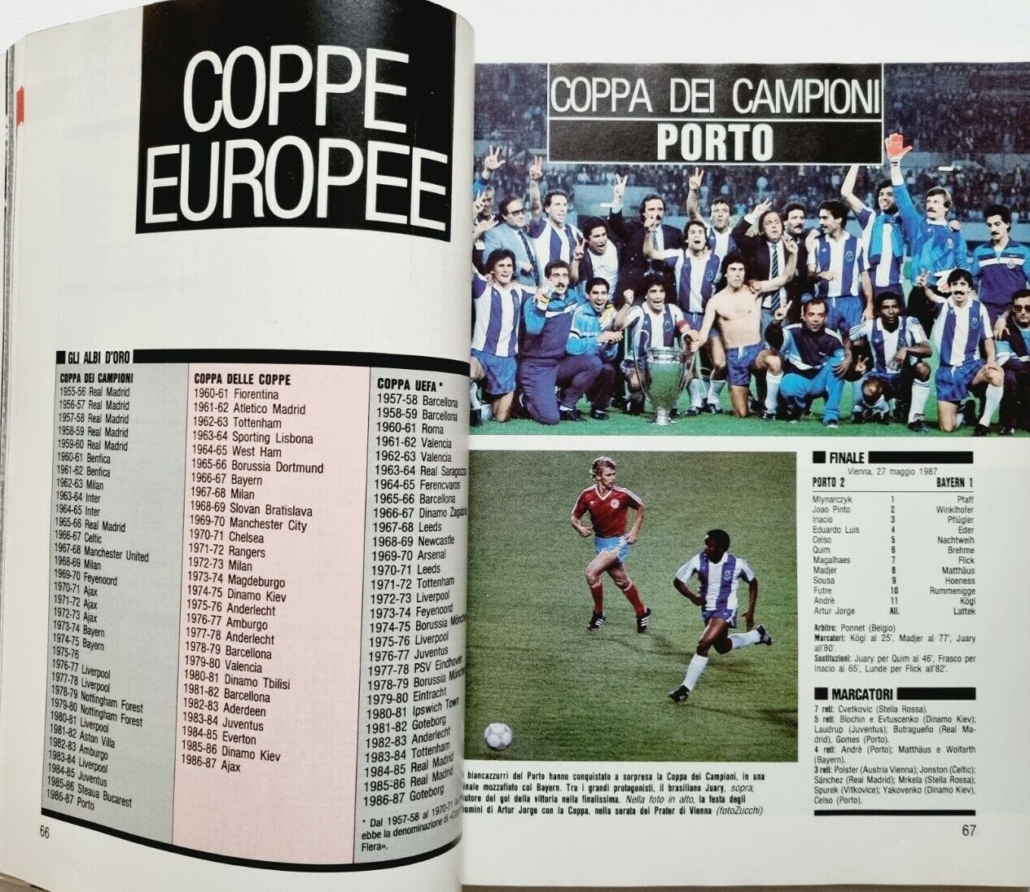 COPPE
EUROPEE
GLI ALBI D'ORO
COPPA DEI CAMPIONI
1955-56 Real Madrid
1956-57 Real Madrid
1957-58 Real Madrid
1958-59 Real Madrid
1959-60 Real Madrid
1960-61 Benfica
1961-62 Benfica
1962-63 Milan
1963-64 Inter
1964-65 Inter
1965-66 Real Madrid
1966-67 Celtic
1967-68 Manchester United
1968-69 Milan
1969-70 Feyenoord
1970-71 Ajax
1971-72 Ajax
1972-73 Ajax
1973-74 Bayern
1974-75 Bayern
1975-76
1976-77 Liverpool
1977-78 Liverpool
1978-79 Nottingham Forest
1979-80 Nottingham Forest
1980-81 Liverpool
1981-82 Aston Villa
1982-83 Amburgo
1983-84 Liverpool
1984-85 Juventus
1985-86 Steaua Bucarest
1986-87 Porto
COPPA DELLE COPPE
1960-61 Fiorentina
1961-62 Atletico Madrid
1962-63 Tottenham
1963-64 Sporting Lisbona
1964-65 West Ham
1965-66 Borussia Dortmund
1966-67 Bayern
1967-68 Milan
1968-69 Slovan Bratislava
1969-70 Manchester City
1970-71 Chelsea
1971-72 Rangers
1972-73 Milan
1973-74 Magdeburgo
1974-75 Dinamo Kiev
1975-76 Anderlecht
1976-77 Amburgo
1977-78 Anderlecht
1978-79 Barcellona
1979-80 Valencia
1980-81 Dinamo Tbilisi
1981-82 Barcellona
1982-83 Aderdeen
1983-84 Juventus
1984-85 Everton
1985-86 Dinamo Kiev
1986-87 Ajax
COPPA UEFA *
1957-58 Barcellona
1958-59 Barcellona
1960-61 Roma
1961-62 Valencia
1962-63 Valencia
1963-64 Real
1964-65 Ferencvaros
1965-66 Barcellona
1966-67 Dinamo
1967-68 Leeds
1968-69 Newcastle
1969-70 Arsenal
1970-71 Leeds
1971-72 Tottenham
1972-73 Liverpool
1973-74 Feyenoord
1974-75 Borussia
1975-76 Liverpool
1976-77 Juventus
1977-78 PSV Eindhoven
1978-79 Borussia
1979-80 Eintracht
1980-81 Ipswich Town
1981-82 Goteborg
1982-83 Anderlecht
1983-84 Tottenham
1984-85 Real Madrid
1985-86 Real Madrid
1986-87 Goteborg
* Dal 1957-58 al 1970-71
ebbe la denominazione di
Fiera».
66
COPPA DEI CAMPIONI
PORTO
FINALE
Vienna, 27 maggio 1987
PORTO 2 BAYERN 1
Mlynarczyk 1 Pfaff
Joao Pinto 2 Winklhofer
Inacio 3 Pflügler
Eduardo Luis 4 Eder
Celso 5 Nachtweih
Quim 6 Brehme
Magalhaes 7 Flick
Madjer 8 Matthäus
Sousa 9 Hoeness
Futre 10 Rummenigge
Andrè 11 Kögl
Artur Jorge All. Lattek
Arbitro: Ponnet (Belgio)
Marcatori: Kögl al 25', Madjer al 77', Juary
all'80'.
Sostituzioni: Juary per Quim al 46', Frasco per
Inacio al 65', Lunde per Flick all'82'.
MARCATORI
7 reti: Cvetkovic (Stella Rossa).
5 reti: Blochin e Evtuscenko (Dinamo Kiev);
Laudrup (Juventus); Butragueño (Real Ma-
drid), Gomes (Porto).
4 reti: Andrè (Porto); Matthäus e Wolfarth
(Bayern).
3 reti: Polster (Austria Vienna); Jonston (Celtic);
Sánchez (Real Madrid); Mrkela (Stella Rossa);
Spurek (Vitkovice); Yakovenko (Dinamo Kiev),
Celso (Porto).
biancazzurri del Porto hanno conquistato a sorpresa la Coppa dei Campioni, in una
mozzafiato col Bayern. Tra i grandi protagonisti, il brasiliano Juary, sopra,
del gol della vittoria nella finalissima. Nella foto in alto, la festa degli
di Artur Jorge con la Coppa, nella serata del Prater di Vienna (fotoZucchi)
67